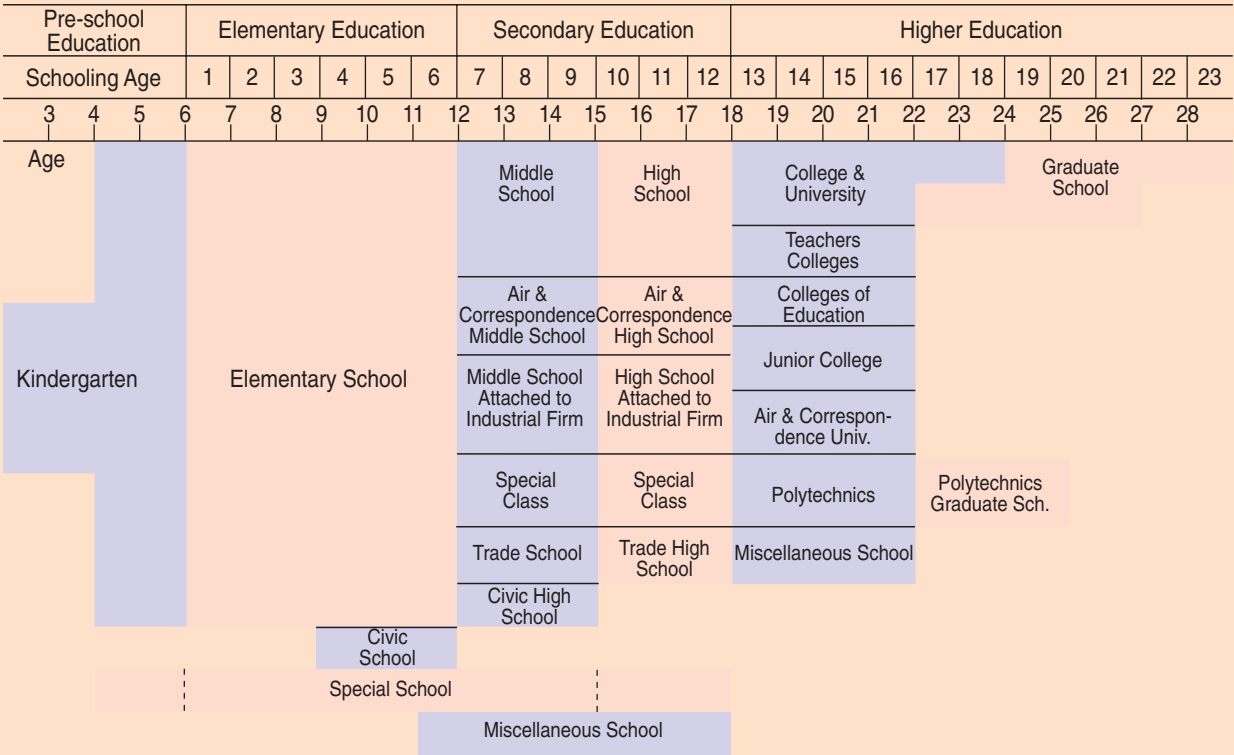 Pre-school
Education
Elementary Education
Secondary Education
Higher Education
Schooling Age
1 2 3 4 5 6 7 8 9 10 11 12 13 14 15 16 17 18 19 20 21 22 23
3 4 5 6 7 8 9 10 11 12 13 14 15 16 17 18 19 20 21 22 23 24 25 26 27 28
Age
Kindergarten
Elementary School
Middle
School
High
School
College &
University
Graduate
School
Teachers
Colleges
Air &
Correspondence
Middle School
Air &
Correspondence
High School
Colleges of
Education
Junior College
Middle School
Attached to
Industrial Firm
High School
Attached to
Industrial Firm
Air & Correspon-
dence Univ.
Special
Class
Special
Class
Polytechnics
Polytechnics
Graduate Sch.
Trade School
Trade High
School
Miscellaneous School
Civic High
School
Civic
School
Special School
Miscellaneous School